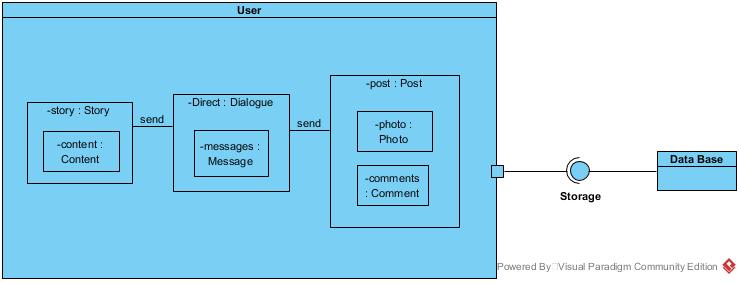 User
-story : Story
-content :
Content
send
-Direct : Dialogue
-messages :
Message
send
-post : Post
-photo :
Photo
-comments
: Comment
Storage
Data Base
Powered By Visual Paradigm Community Edition